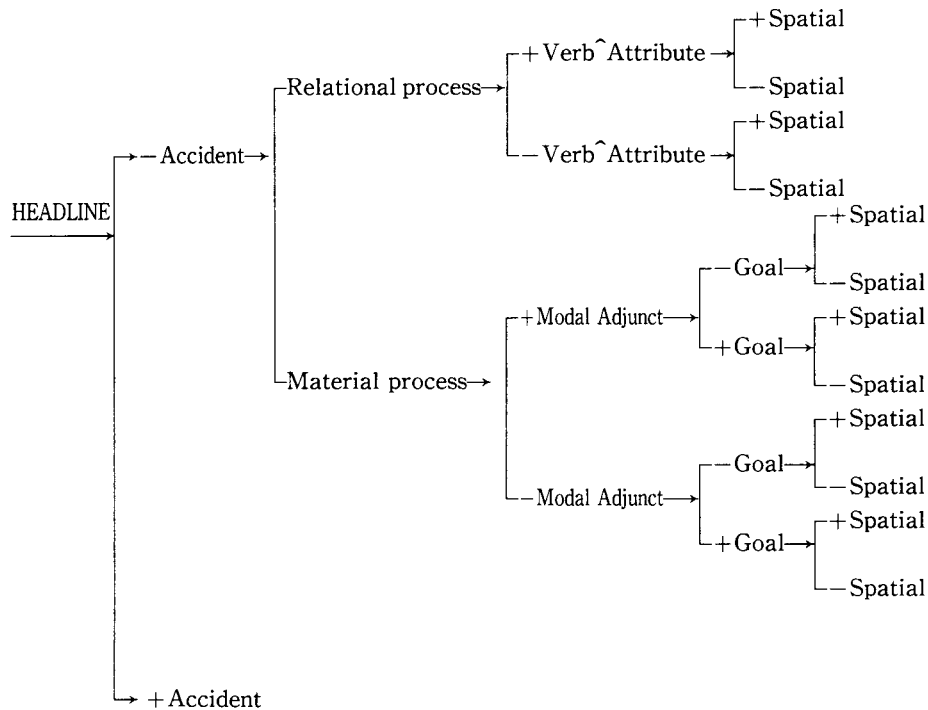 +Spatial
+Verb^Attribute
-Spatial
Relational process
+Spatial
-Accident
-Verb^Attribute
-Spatial
HEADLINE
+Spatial
-Goal
-Spatial
+Modal Adjunct
+Spatial
+Goal
-Spatial
Material process
+Spatial
-Goal
-Spatial
-Modal Adjunct
+Spatial
+Goal
-Spatial
+Accident